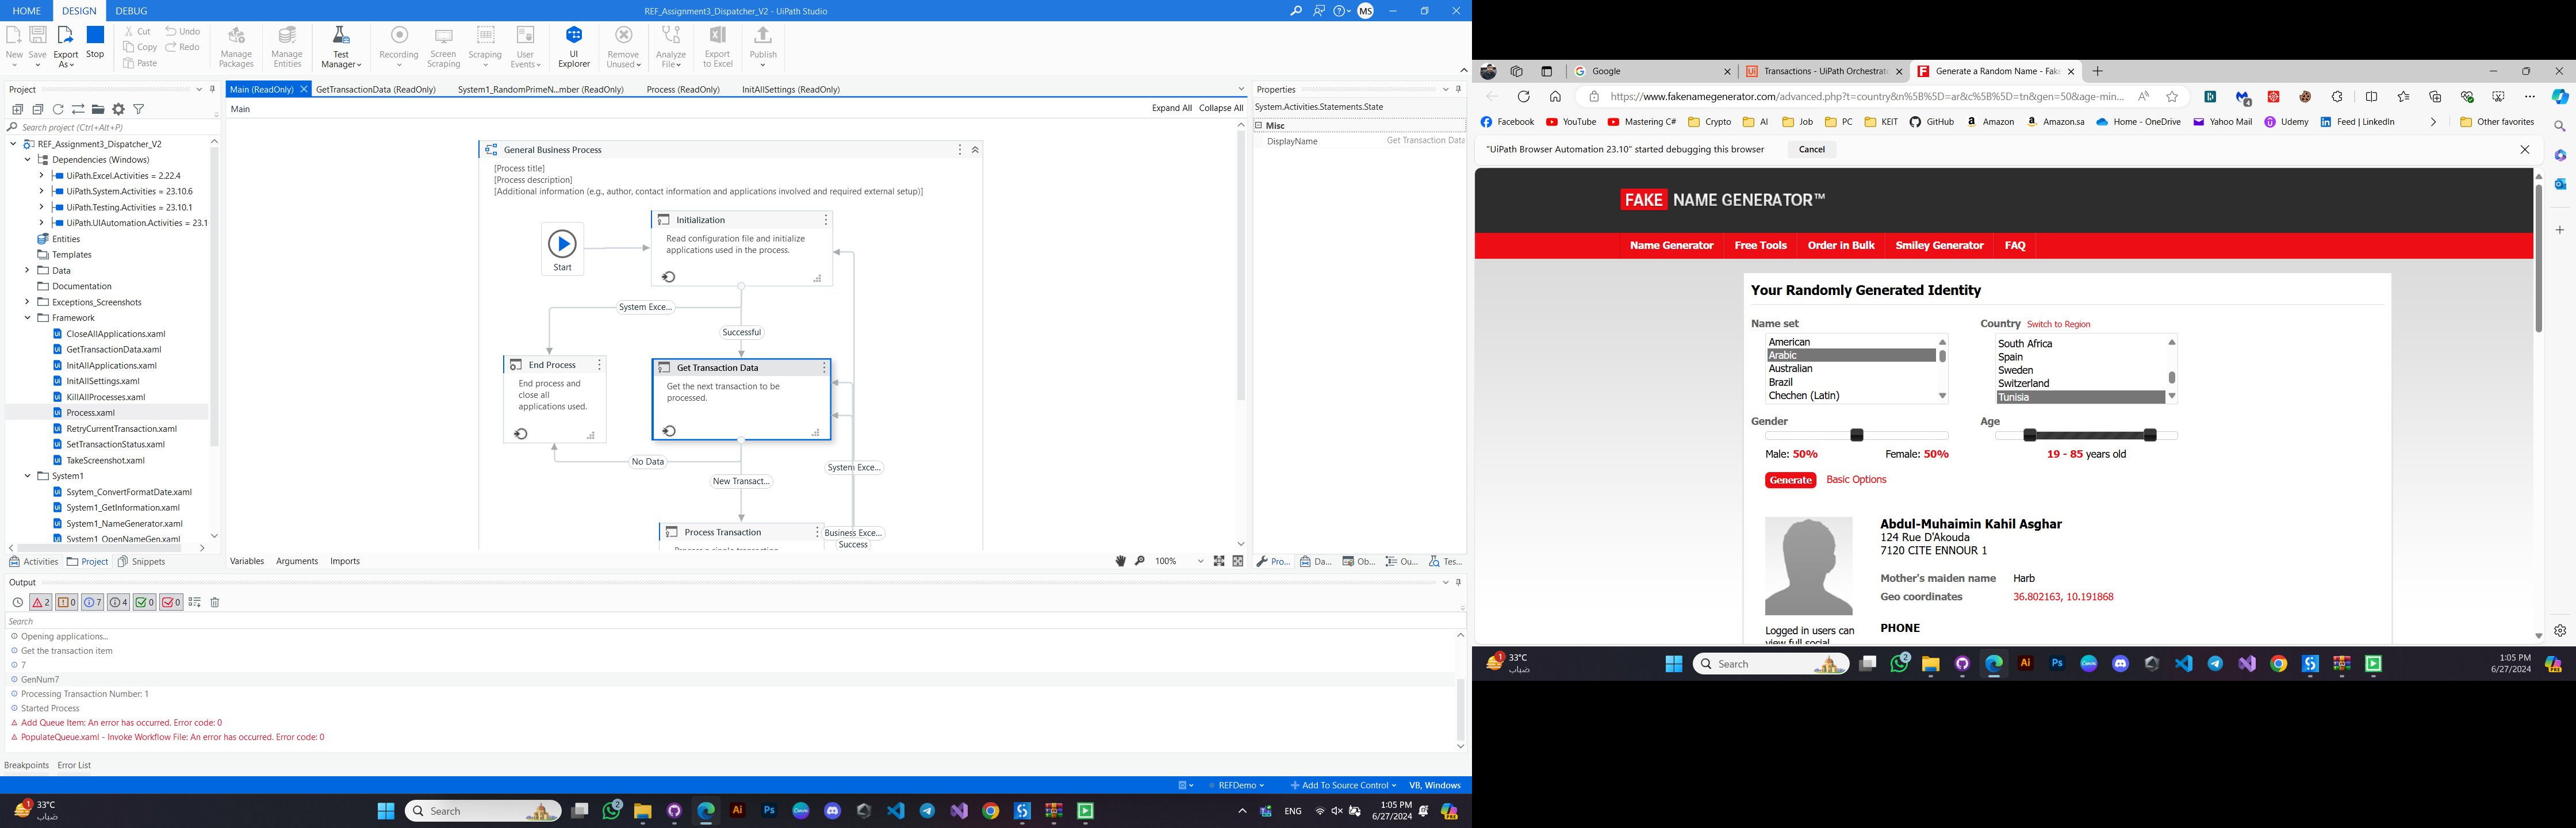 HOME DESIGN DEBUG
REF_Assignment3_Dispatcher_V2 - UiPath Studio
MS
New Save Export As Stop
Cut Copy Paste
Undo Redo
Manage Packages
Manage Entities
Test Manager
Recording
Screen Scraping
Scraping
User Events
UI Explorer
Remove Unused
Analyze File
Export to Excel
Publish
Project
Search project (Ctrl+Alt+P)
REF_Assignment3_Dispatcher_V2
Dependencies (Windows)
UiPath.Excel.Activities = 2.22.4
UiPath.System.Activities = 23.10.6
UiPath.Testing.Activities = 23.10.1
UiPath.UIAutomation.Activities = 23.1
Entities
Templates
Data
Documentation
Exceptions_Screenshots
Framework
CloseAllApplications.xaml
GetTransactionData.xaml
InitAllApplications.xaml
InitAllSettings.xaml
KillAllProcesses.xaml
Process.xaml
RetryCurrentTransaction.xaml
SetTransactionStatus.xaml
TakeScreenshot.xaml
System1
Ssytem_ConvertFormatDate.xaml
System1_GetInformation.xaml
System1_NameGenerator.xaml
System1_OpenNameGen.xaml
Activities Project Snippets
Main (ReadOnly) GetTransactionData (ReadOnly) System1_RandomPrimeN...mber (ReadOnly) Process (ReadOnly) InitAllSettings (ReadOnly)
Main
Expand All Collapse All
General Business Process
[Process title]
[Process description]
[Additional information (e.g., author, contact information and applications involved and required external setup)]
Start
Initialization
Read configuration file and initialize
applications used in the process.
System Exce...
Successful
End Process
End process and
close all
applications used.
Get Transaction Data
Get the next transaction to be
processed.
No Data
New Transact...
System Exce...
Process Transaction
Business Exce...
Success
Process a single transaction.
Variables Arguments Imports
100%
Properties
System.Activities.Statements.State
Misc
DisplayName Get Transaction Data
Pro... Da... Ob... Ou... Tes...
Output
2 0 7 4 0 0
Search
Opening applications...
Get the transaction item
7
GenNum7
Processing Transaction Number: 1
Started Process
Add Queue Item: An error has occurred. Error code: 0
PopulateQueue.xaml - Invoke Workflow File: An error has occurred. Error code: 0
Breakpoints Error List
REFDemo Add To Source Control VB, Windows
1
33°C
ضباب
Search
2
Ai Ps
ENG
1:05 PM
6/27/2024
Google
Transactions - UiPath Orchestrat
Generate a Random Name - Fak
https://www.fakenamegenerator.com/advanced.php?t=country&n%5B%5D=ar&c%5B%5D=tn&gen=50&age-min...
4
Facebook YouTube Mastering C# Crypto AI Job PC KEIT GitHub Amazon Amazon.sa Home - OneDrive Yahoo Mail Udemy Feed | LinkedIn Other favorites
"UiPath Browser Automation 23.10" started debugging this browser Cancel
FAKE NAME GENERATOR™
Name Generator Free Tools Order in Bulk Smiley Generator FAQ
Your Randomly Generated Identity
Name set
American
Arabic
Australian
Brazil
Chechen (Latin)
Country Switch to Region
South Africa
Spain
Sweden
Switzerland
Tunisia
Gender
Male: 50% Female: 50%
Age
19 - 85 years old
Generate Basic Options
Abdul-Muhaimin Kahil Asghar
124 Rue D'Akouda
7120 CITE ENNOUR 1
Mother's maiden name Harb
Geo coordinates 36.802163, 10.191868
PHONE
Logged in users can
view full social
1
33°C
ضباب
Search
2
Ai Ps
1:05 PM
6/27/2024